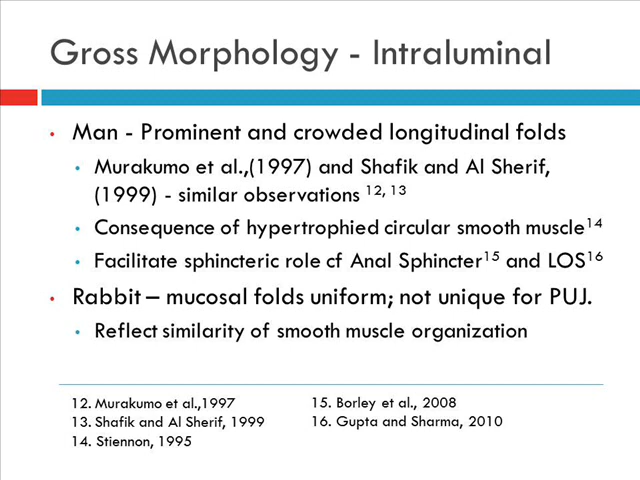 Gross Morphology - Intraluminal
• Man - Prominent and crowded longitudinal folds
• Murakumo et al.,(1997) and Shafik and Al Sherif,
(1999) - similar observations 12, 13
• Consequence of hypertrophied circular smooth muscle14
• Facilitate sphincteric role cf Anal Sphincter15 and LOS16
• Rabbit – mucosal folds uniform; not unique for PUJ.
• Reflect similarity of smooth muscle organization
12. Murakumo et al.,1997
13. Shafik and Al Sherif, 1999
14. Stiennon, 1995
15. Borley et al., 2008
16. Gupta and Sharma, 2010